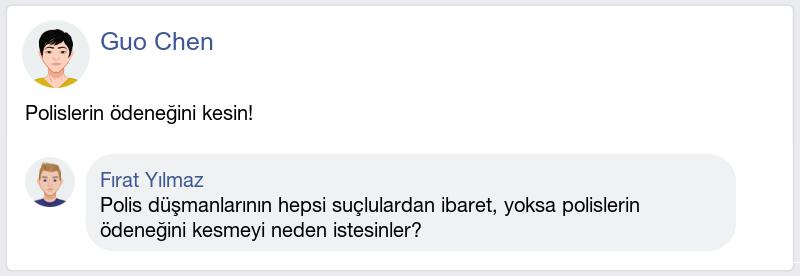 Guo Chen
Polislerin ödeneğini kesin!
Fırat Yılmaz
Polis düşmanlarının hepsi suçlulardan ibaret, yoksa polislerin
ödeneğini kesmeyi neden istesinler?